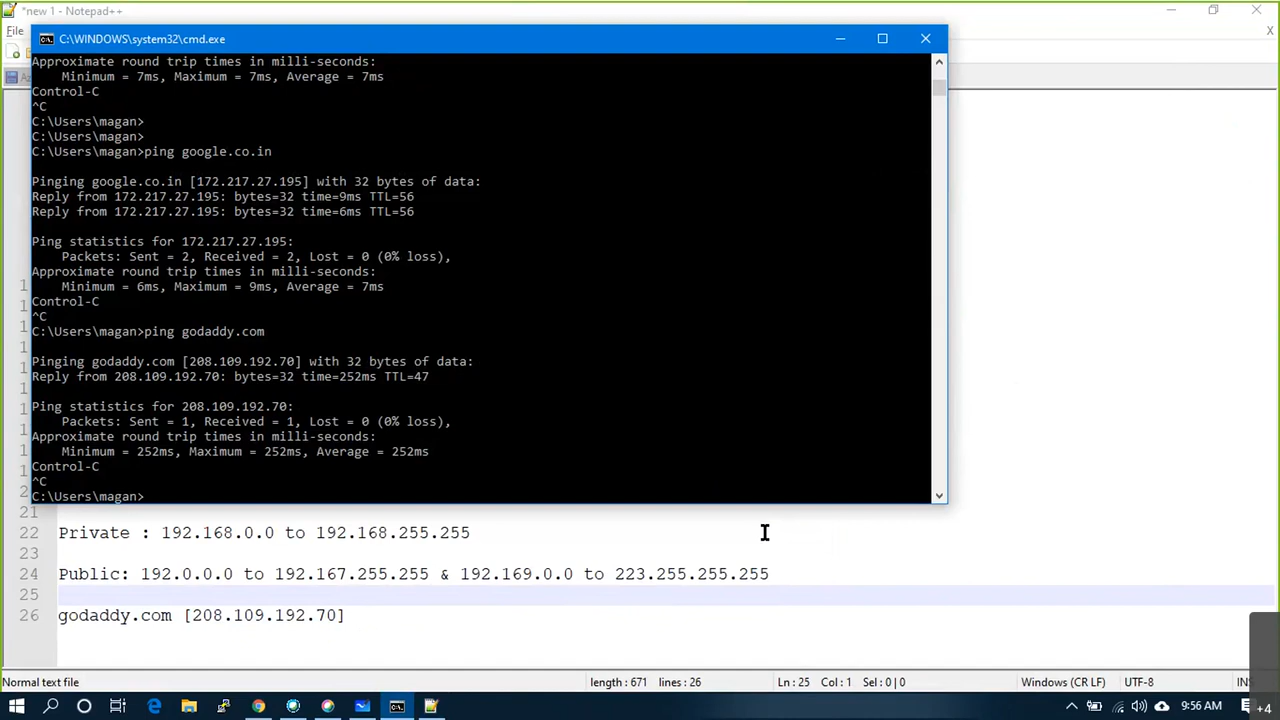 *new 1 - Notepad++
File
C:\WINDOWS\system32\cmd.exe
Approximate round trip times in milli-seconds:
Minimum = 7ms, Maximum = 7ms, Average = 7ms
Control-C
^C
C:\Users\magan>
C:\Users\magan>
C:\Users\magan>ping google.co.in
Pinging google.co.in [172.217.27.195] with 32 bytes of data:
Reply from 172.217.27.195: bytes=32 time=9ms TTL=56
Reply from 172.217.27.195: bytes=32 time=6ms TTL=56
Ping statistics for 172.217.27.195:
Packets: Sent = 2, Received = 2, Lost = 0 (0% loss),
Approximate round trip times in milli-seconds:
Minimum = 6ms, Maximum = 9ms, Average = 7ms
Control-C
^C
C:\Users\magan>ping godaddy.com
Pinging godaddy.com [208.109.192.70] with 32 bytes of data:
Reply from 208.109.192.70: bytes=32 time=252ms TTL=47
Ping statistics for 208.109.192.70:
Packets: Sent = 1, Received = 1, Lost = 0 (0% loss),
Approximate round trip times in milli-seconds:
Minimum = 252ms, Maximum = 252ms, Average = 252ms
Control-C
^C
C:\Users\magan>
21
22 Private : 192.168.0.0 to 192.168.255.255
23
24 Public: 192.0.0.0 to 192.167.255.255 & 192.169.0.0 to 223.255.255.255
25
26 godaddy.com [208.109.192.70]
Normal text file length : 671 lines : 26 Ln : 25 Col : 1 Sel : 0 | 0 Windows (CR LF) UTF-8
9:56 AM +4